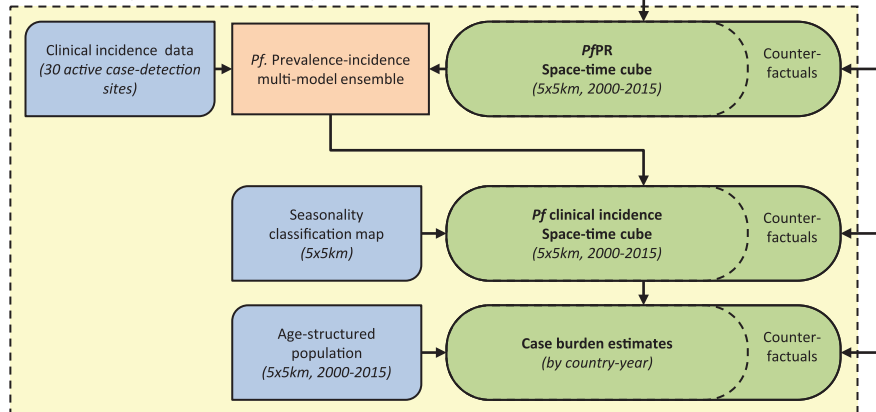 Clinical incidence data
(30 active case-detection
sites)
Pf. Prevalence-incidence
multi-model ensemble
PfPR
Space-time cube
(5x5km, 2000-2015)
Counter-
factuals
Seasonality
classification map
(5x5km)
Pf clinical incidence
Space-time cube
(5x5km, 2000-2015)
Counter-
factuals
Age-structured
population
(5x5km, 2000-2015)
Case burden estimates
(by country-year)
Counter-
factuals